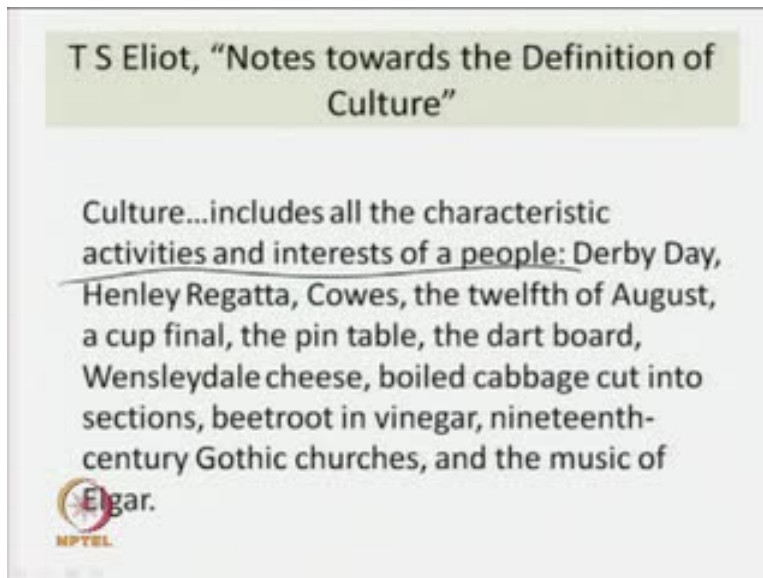 T S Eliot, “Notes towards the Definition of
Culture”
Culture...includes all the characteristic
activities and interests of a people: Derby Day,
Henley Regatta, Cowes, the twelfth of August,
a cup final, the pin table, the dart board,
Wensleydale cheese, boiled cabbage cut into
sections, beetroot in vinegar, nineteenth-
century Gothic churches, and the music of
Elgar.
NPTEL